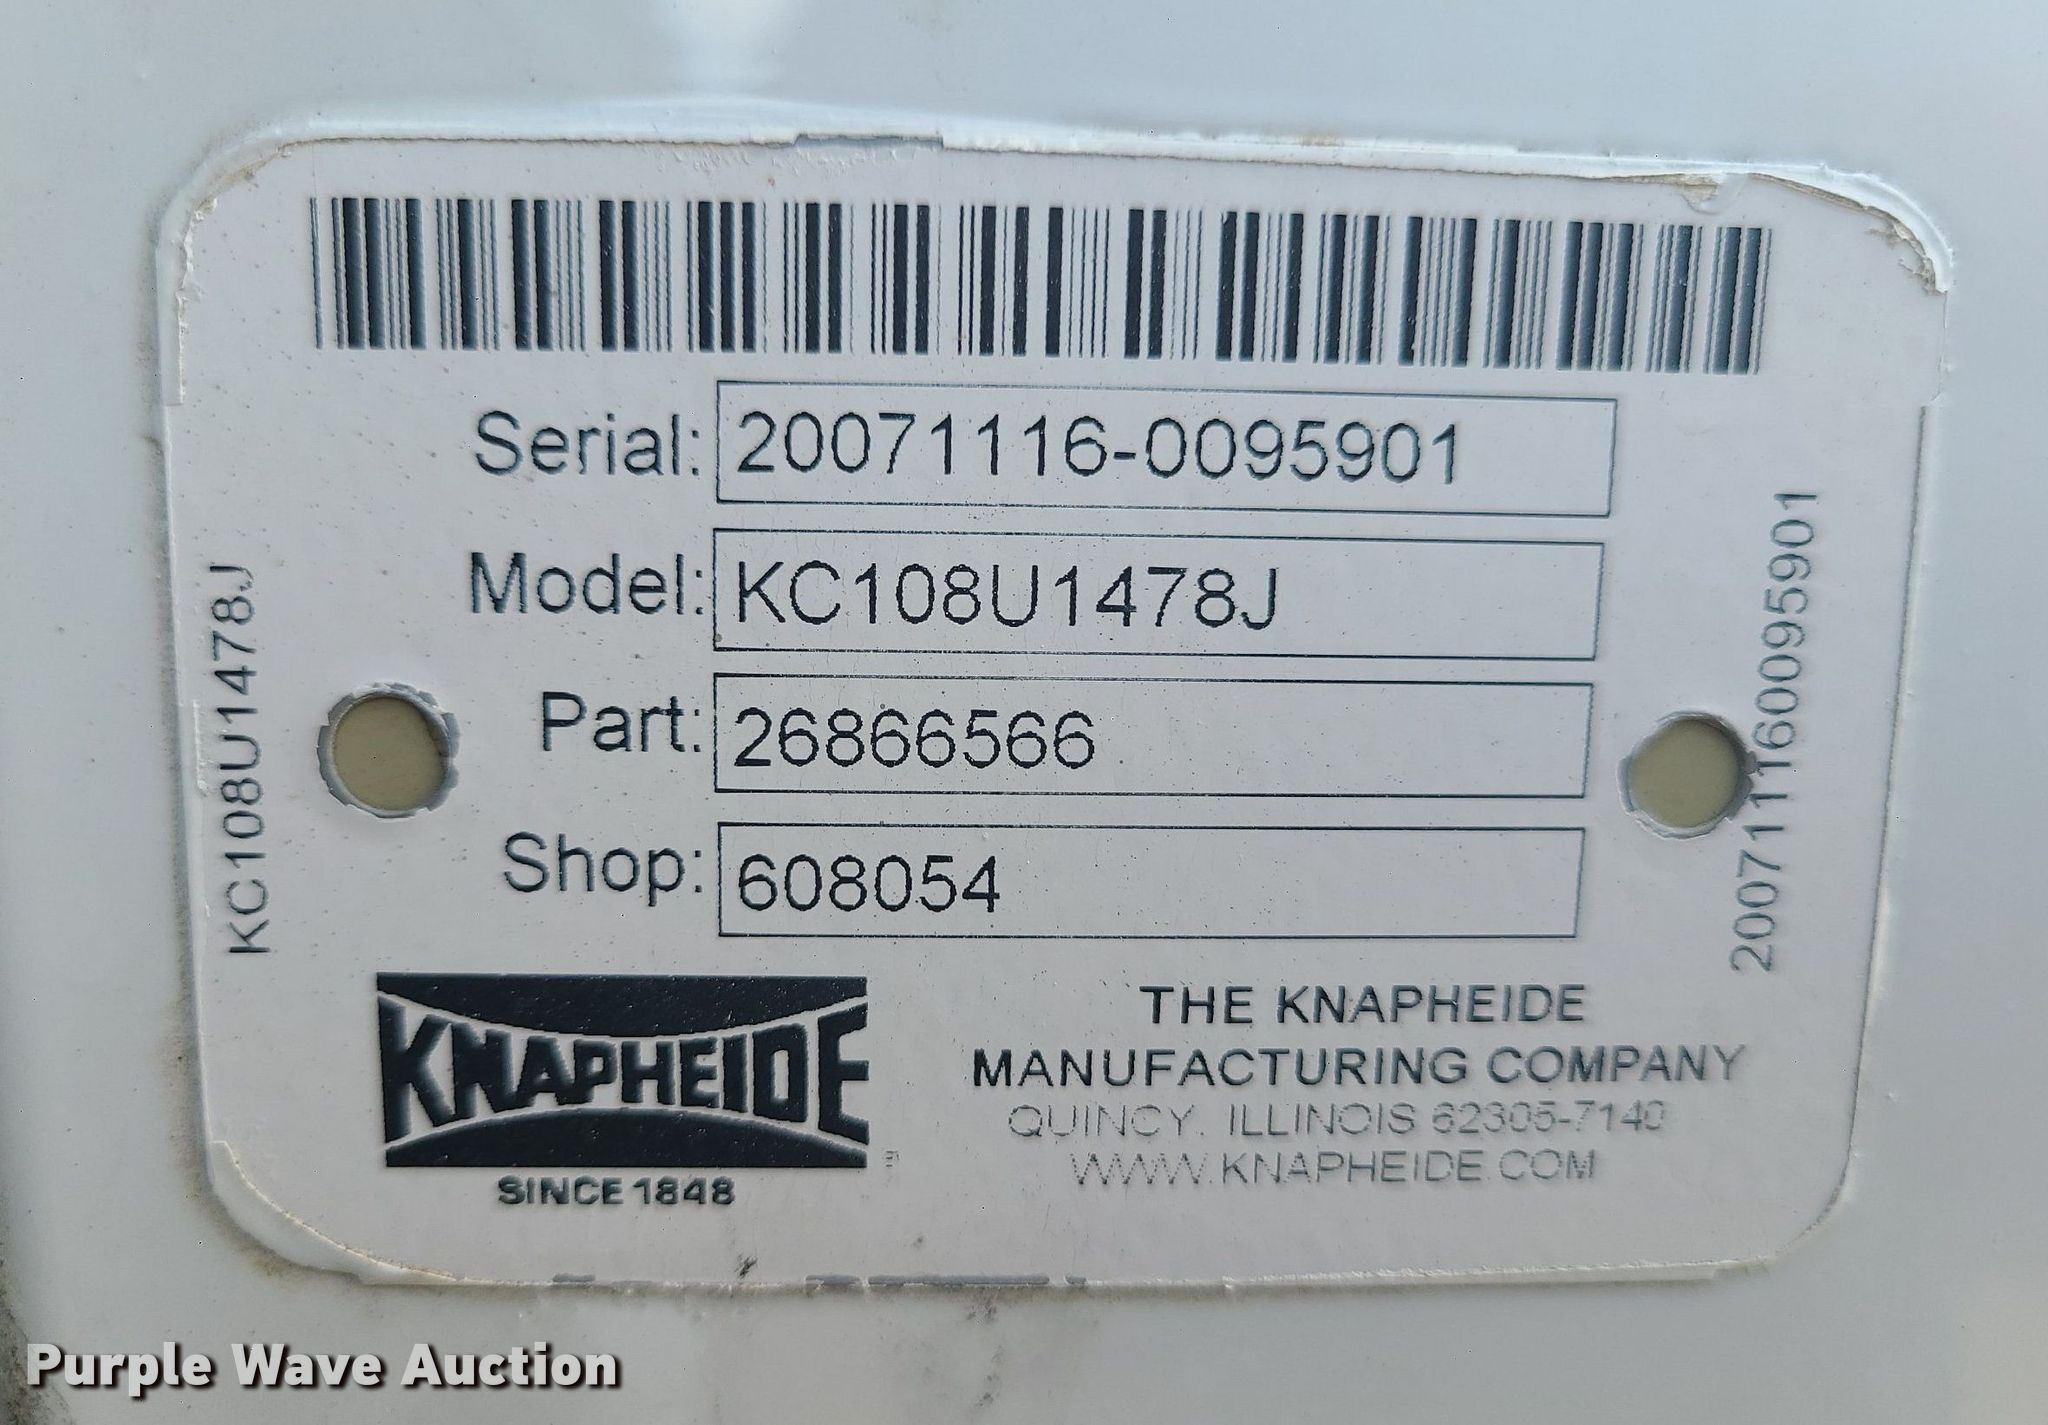 Serial: 20071116-0095901
Model: KC108U1478J
Part: 26866566
Shop: 608054
KC108U1478J
200711160095901
KNAPHEIDE
SINCE 1848
THE KNAPHEIDE
MANUFACTURING COMPANY
QUINCY, ILLINOIS 62305-7140
WWW.KNAPHEIDE.COM
Purple Wave Auction